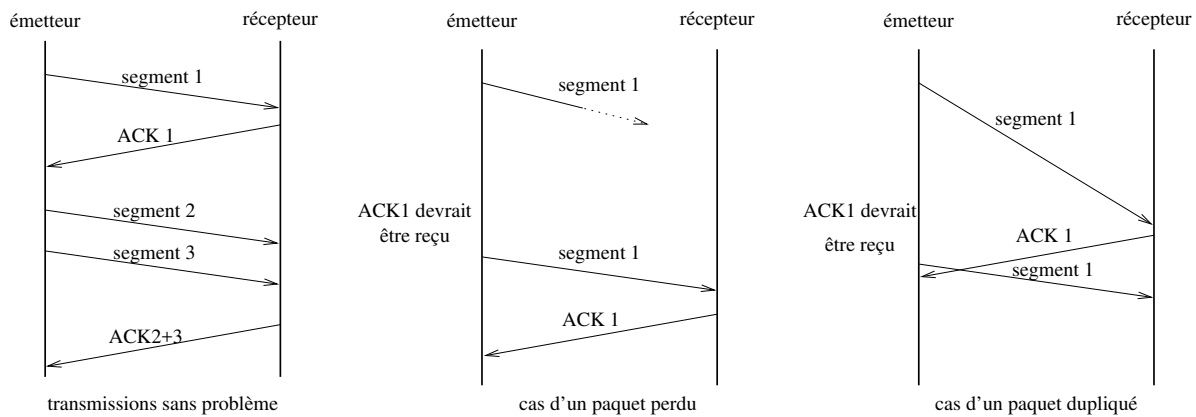 émetteur
récepteur
segment 1
ACK 1
segment 2
segment 3
ACK2+3
transmissions sans problème
émetteur
récepteur
segment 1
ACK1 devrait
être reçu
segment 1
ACK 1
cas d'un paquet perdu
émetteur
récepteur
segment 1
ACK1 devrait
être reçu
ACK 1
segment 1
cas d'un paquet dupliqué